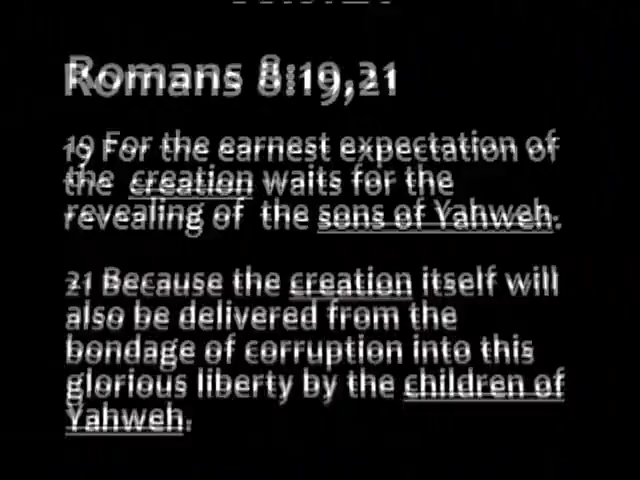 Romans 8:19,21
19 For the earnest expectation of
the creation waits for the
revealing of the sons of Yahweh.
21 Because the creation itself will
also be delivered from the
bondage of corruption into this
glorious liberty by the children of
Yahweh.